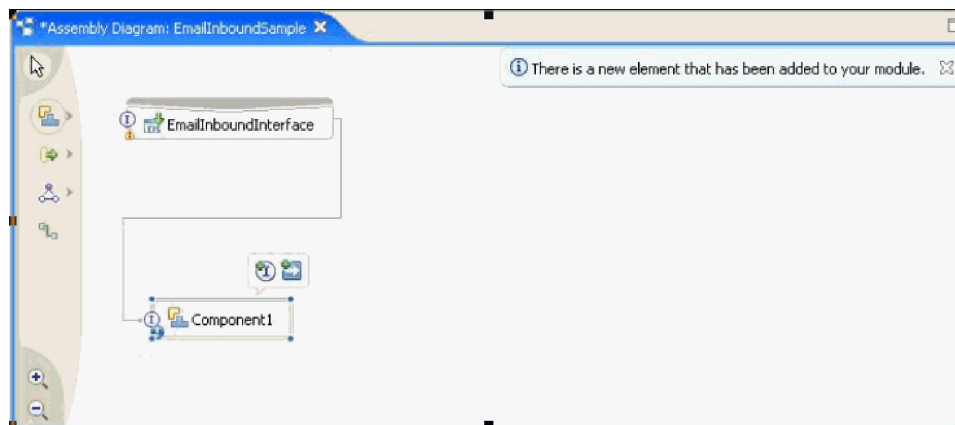 *Assembly Diagram: EmailInboundSample
There is a new element that has been added to your module.
EmailInboundInterface
Component1